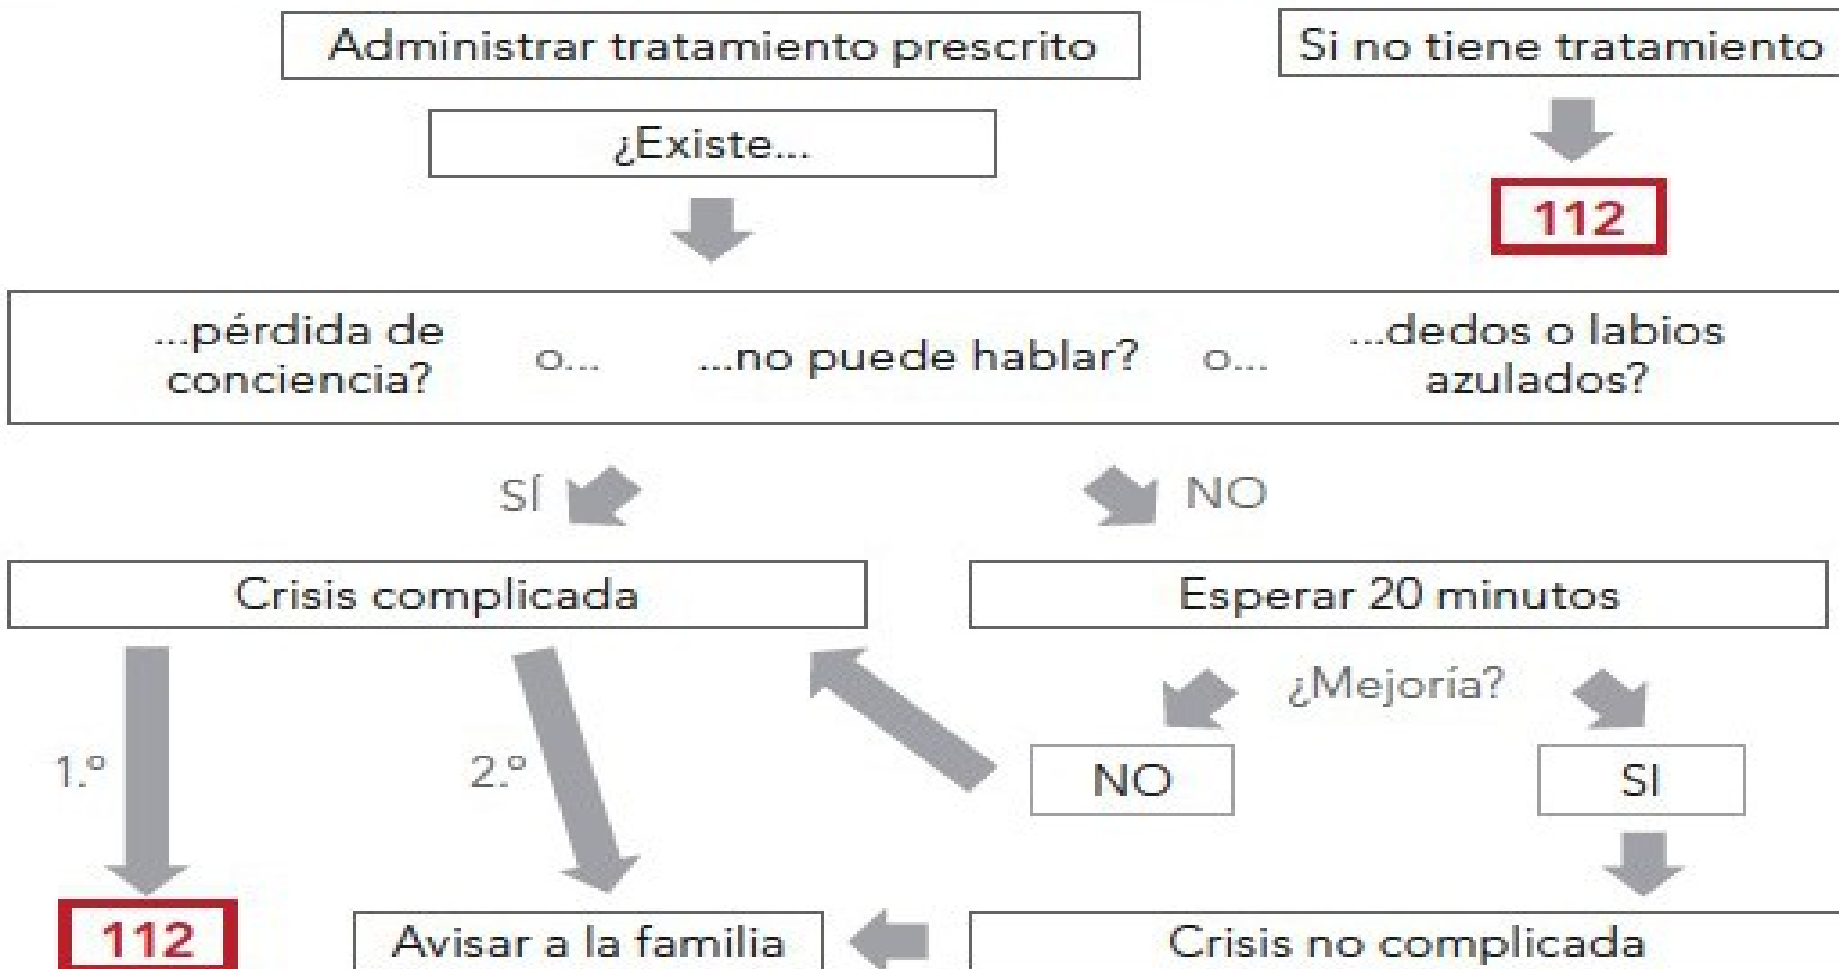 Administrar tratamiento prescrito
Si no tiene tratamiento
¿Existe...
112
...pérdida de
conciencia?
o...
...no puede hablar?
o...
...dedos o labios
azulados?
SÍ
NO
Crisis complicada
Esperar 20 minutos
¿Mejoría?
1.º
2.º
NO
SI
112
Avisar a la familia
Crisis no complicada